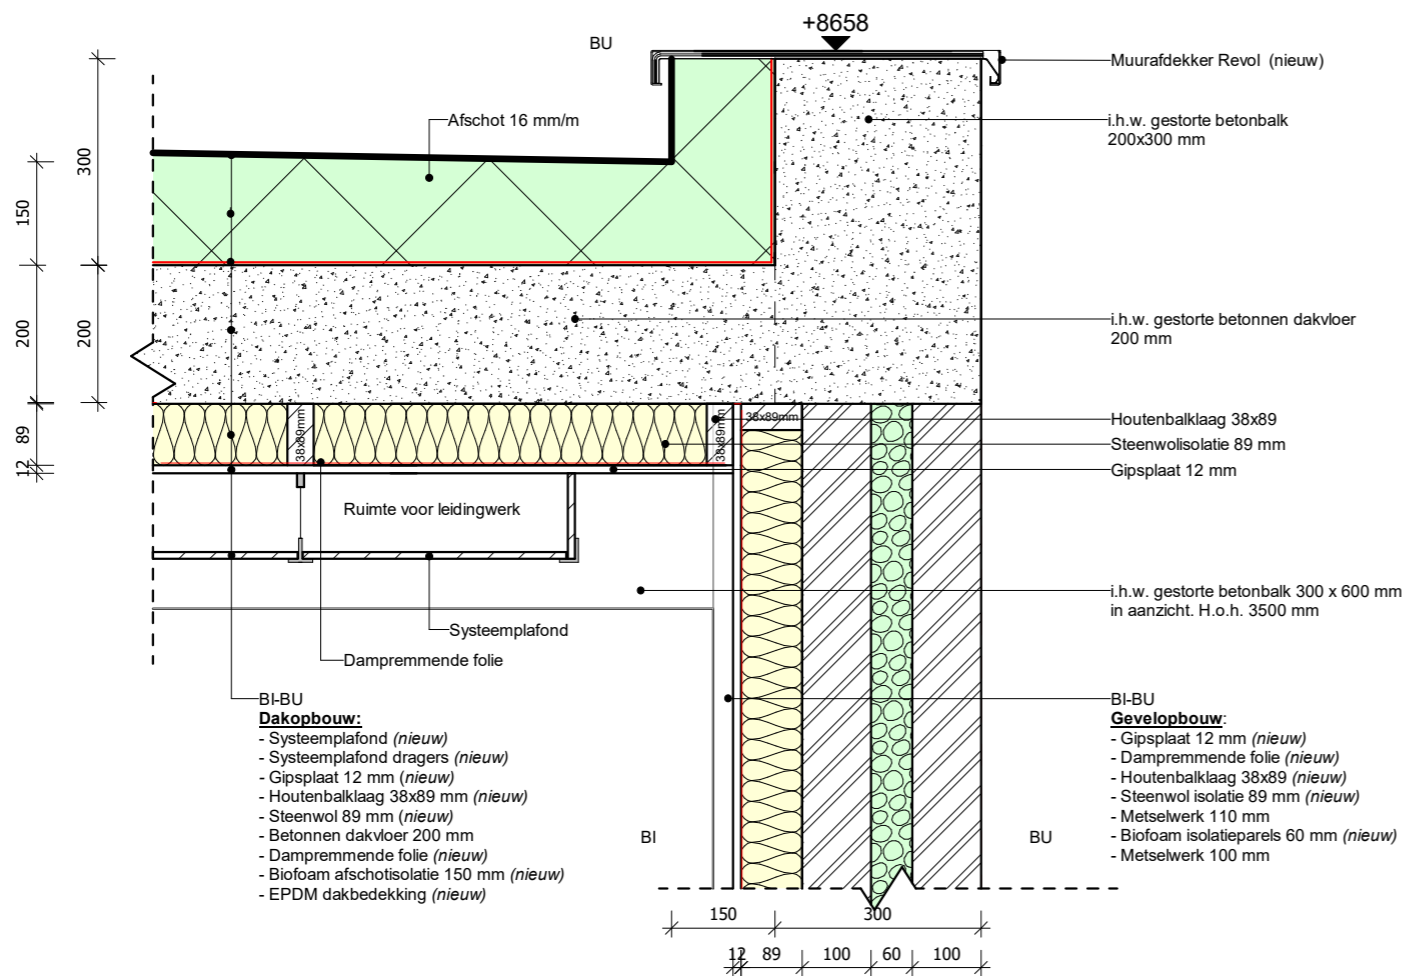 +8658
BU
Muurafdekker Revol (nieuw)
Afschot 16 mm/m
i.h.w. gestorte betonbalk
200x300 mm
300
150
200
200
i.h.w. gestorte betonnen dakvloer
200 mm
89
12
38x89mm
38x89mm
38x89mm
Houtenbalklaag 38x89
Steenwolisolatie 89 mm
Gipsplaat 12 mm
Ruimte voor leidingwerk
i.h.w. gestorte betonbalk 300 x 600 mm
in aanzicht. H.o.h. 3500 mm
Systeemplafond
Dampremmende folie
BI-BU
Dakopbouw:
- Systeemplafond (nieuw)
- Systeemplafond dragers (nieuw)
- Gipsplaat 12 mm (nieuw)
- Houtenbalklaag 38x89 mm (nieuw)
- Steenwol 89 mm (nieuw)
- Betonnen dakvloer 200 mm
- Dampremmende folie (nieuw)
- Biofoam afschotisolatie 150 mm (nieuw)
- EPDM dakbedekking (nieuw)
BI
BU
BI-BU
Gevelopbouw:
- Gipsplaat 12 mm (nieuw)
- Dampremmende folie (nieuw)
- Houtenbalklaag 38x89 (nieuw)
- Steenwol isolatie 89 mm (nieuw)
- Metselwerk 110 mm
- Biofoam isolatieparels 60 mm (nieuw)
- Metselwerk 100 mm
150 300
12 89 100 60 100